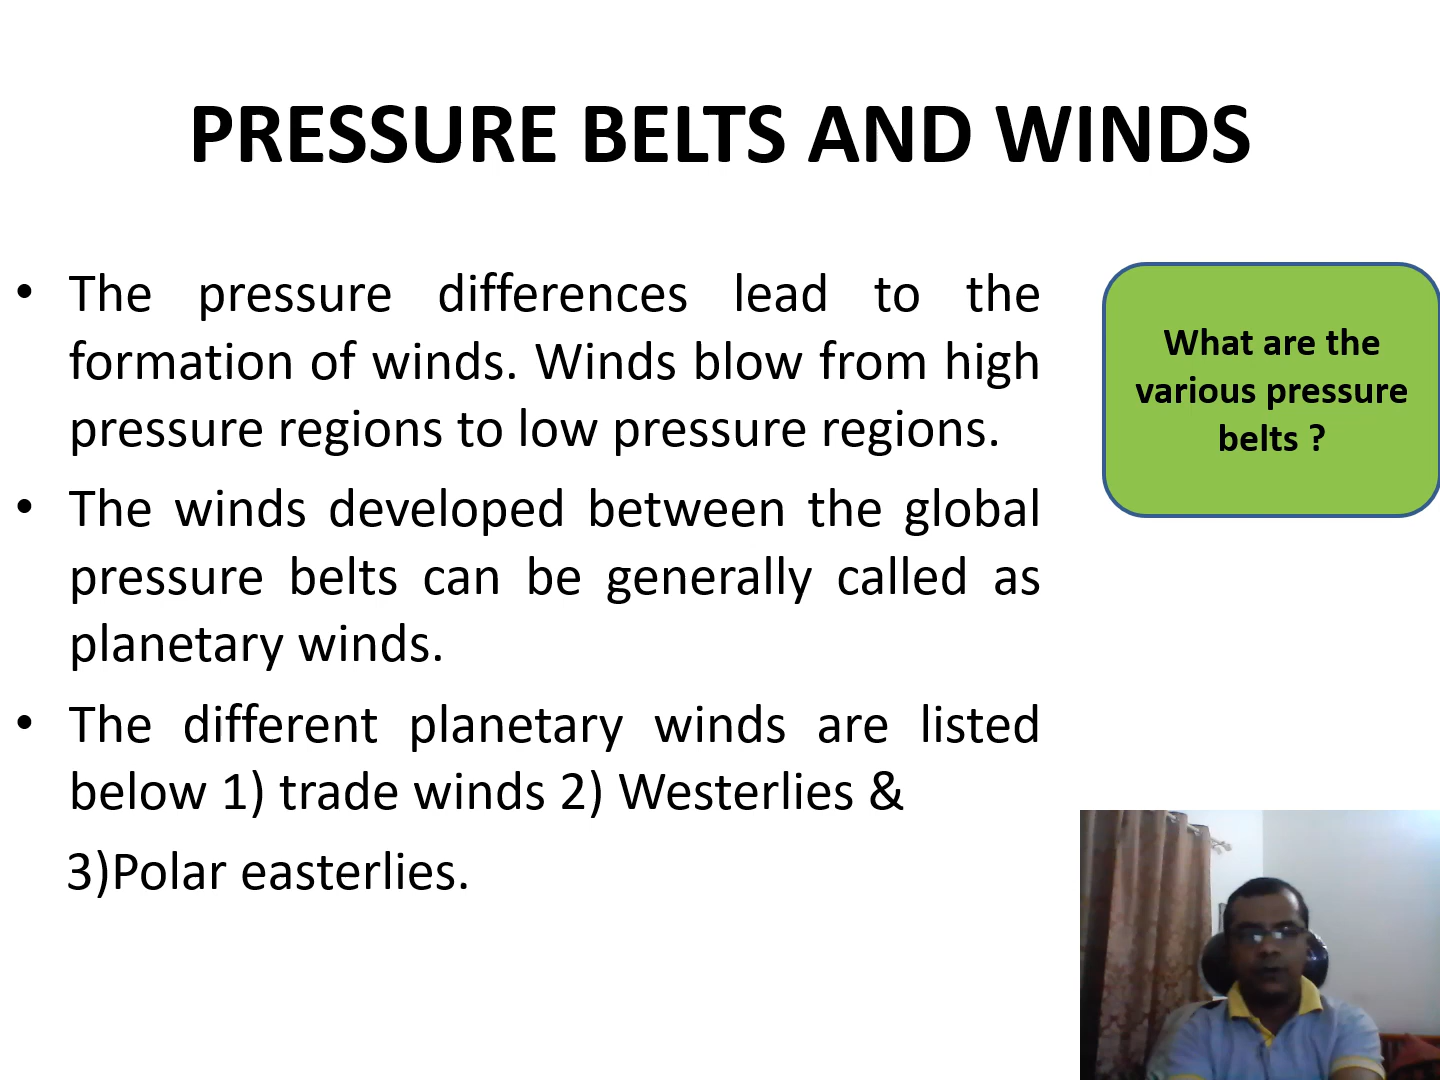 PRESSURE BELTS AND WINDS
• The pressure differences lead to the
formation of winds. Winds blow from high
pressure regions to low pressure regions.
• The winds developed between the global
pressure belts can be generally called as
planetary winds.
• The different planetary winds are listed
below 1) trade winds 2) Westerlies &
3)Polar easterlies.
What are the
various pressure
belts ?